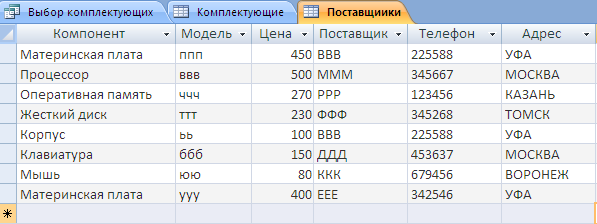 Выбор комплектующих Комплектующие Поставщиики
Компонент Модель Цена Поставщик Телефон Адрес
Материнская плата ппп 450 ВВВ 225588 УФА
Процессор ввв 500 МММ 345667 МОСКВА
Оперативная память ччч 270 РРР 123456 КАЗАНЬ
Жесткий диск ттт 230 ФФФ 345268 ТОМСК
Корпус ьь 100 ВВВ 225588 УФА
Клавиатура ббб 150 ДДД 453637 МОСКВА
Мышь юю 80 ККК 679456 ВОРОНЕЖ
Материнская плата ууу 400 ЕЕЕ 342546 УФА